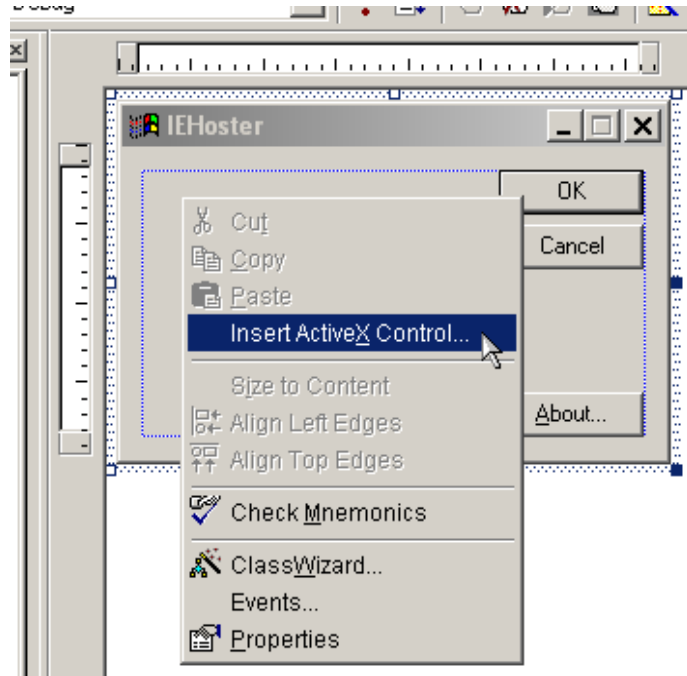 Debug
IEHoster
OK
Cut
Cancel
Copy
Paste
Insert ActiveX Control...
Size to Content
About...
Align Left Edges
Align Top Edges
Check Mnemonics
ClassWizard...
Events...
Properties